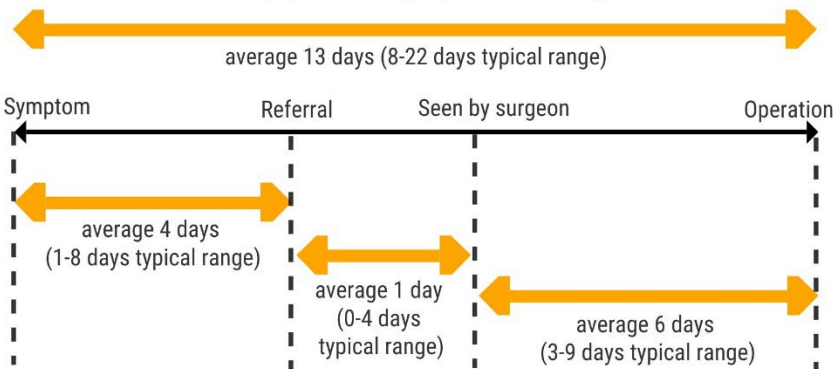 average 13 days (8-22 days typical range)
Symptom
Referral
Seen by surgeon
Operation
average 4 days
(1-8 days typical range)
average 1 day
(0-4 days
typical range)
average 6 days
(3-9 days typical range)